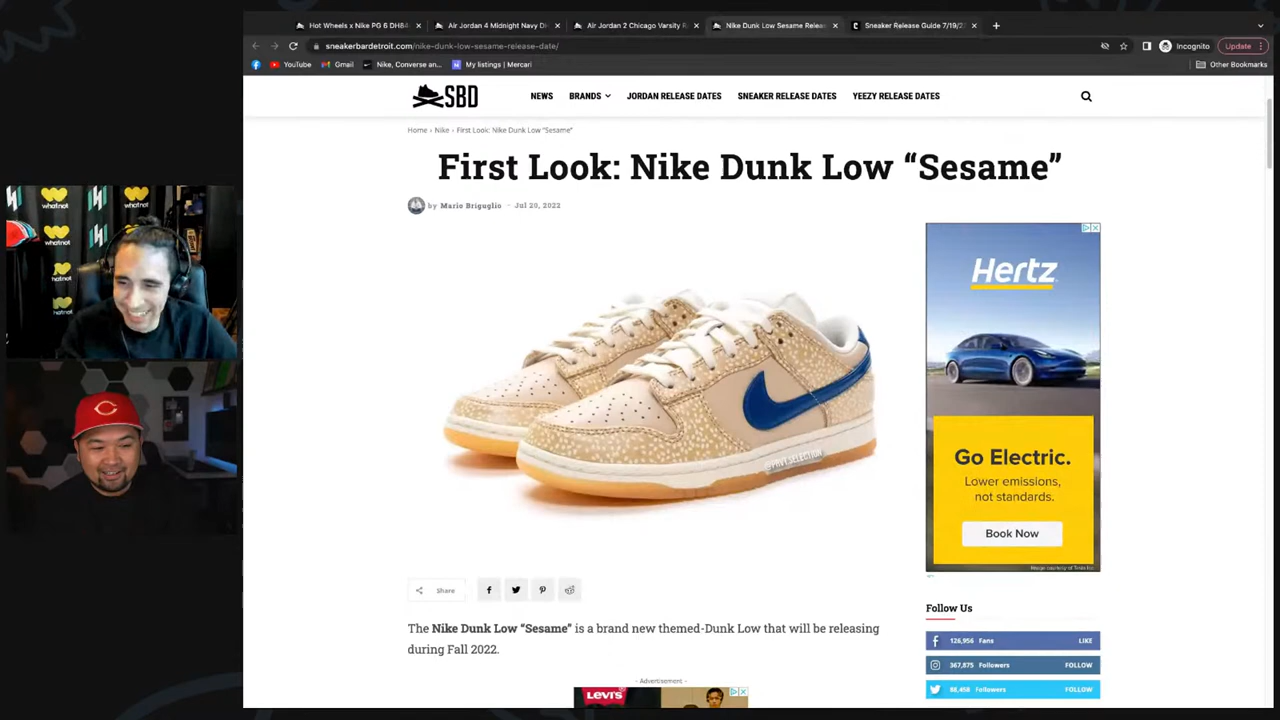 Hot Wheels x Nike PG 6 DH84
Air Jordan 4 Midnight Navy DH
Air Jordan 2 Chicago Varsity R
Nike Dunk Low Sesame Releas
Sneaker Release Guide 7/19/2
sneakerbardetroit.com/nike-dunk-low-sesame-release-date/
Incognito
Update
YouTube
Gmail
Nike, Converse an...
My listings | Mercari
Other Bookmarks
SBD
NEWS
BRANDS
JORDAN RELEASE DATES
SNEAKER RELEASE DATES
YEEZY RELEASE DATES
Home › Nike › First Look: Nike Dunk Low "Sesame"
First Look: Nike Dunk Low “Sesame”
by Mario Briguglio - Jul 20, 2022
whatnot
whatnot
whatnot
whatnot
@PRVT.SELECTION
Hertz
Go Electric.
Lower emissions,
not standards.
Book Now
Share
The Nike Dunk Low “Sesame” is a brand new themed-Dunk Low that will be releasing
during Fall 2022.
- Advertisement -
LEVI'S
Follow Us
126,956 Fans LIKE
367,875 Followers FOLLOW
88,458 Followers FOLLOW